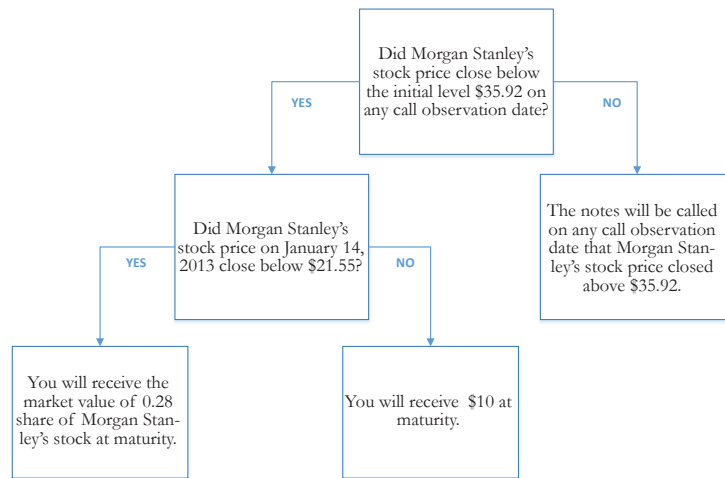 Did Morgan Stanley's
stock price close below
the initial level $35.92 on
any call observation date?
YES
NO
Did Morgan Stanley's
stock price on January 14,
2013 close below $21.55?
The notes will be called
on any call observation
date that Morgan Stan-
ley's stock price closed
above $35.92.
YES
NO
You will receive the
market value of 0.28
share of Morgan Stan-
ley's stock at maturity.
You will receive $10 at
maturity.